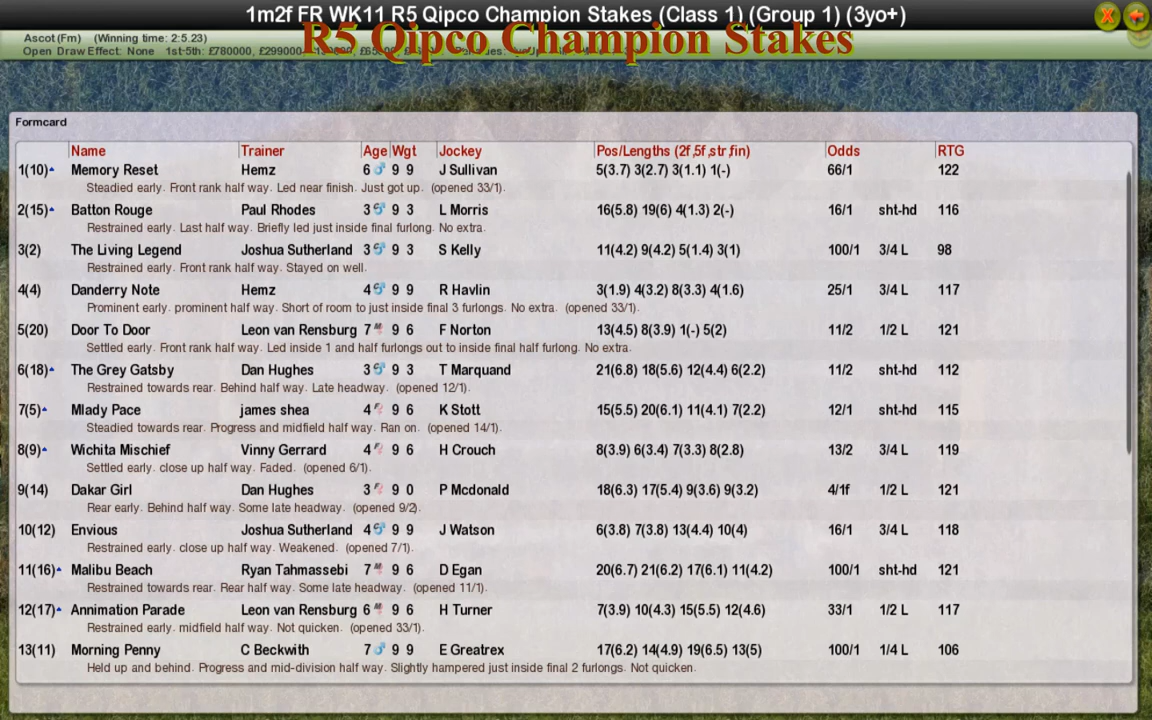 1m2f FR WK11 R5 Qipco Champion Stakes (Class 1) (Group 1) (3yo+)
R5 Qipco Champion Stakes
Ascot(Fm) (Winning time: 2:5.23)
Open Draw Effect: None 1st-5th: £780000, £299000
Formcard
Name Trainer Age Wgt Jockey Pos/Lengths (2f,5f,str,fin) Odds RTG
1(10) Memory Reset Hemz 6 9 9 J Sullivan 5(3.7) 3(2.7) 3(1.1) 1(-) 66/1 122
Steadied early. Front rank half way. Led near finish. Just got up. (opened 33/1).
2(15) Batton Rouge Paul Rhodes 3 9 3 L Morris 16(5.8) 19(6) 4(1.3) 2(-) 16/1 sht-hd 116
Restrained early. Last half way. Briefly led just inside final furlong. No extra.
3(2) The Living Legend Joshua Sutherland 3 9 3 S Kelly 11(4.2) 9(4.2) 5(1.4) 3(1) 100/1 3/4 L 98
Restrained early. Front rank half way. Stayed on well.
4(4) Danderry Note Hemz 4 9 9 R Havlin 3(1.9) 4(3.2) 8(3.3) 4(1.6) 25/1 3/4 L 117
Prominent early. prominent half way. Short of room to just inside final 3 furlongs. No extra. (opened 33/1).
5(20) Door To Door Leon van Rensburg 7 9 6 F Norton 13(4.5) 8(3.9) 1(-) 5(2) 11/2 1/2 L 121
Settled early. Front rank half way. Led inside 1 and half furlongs out to inside final half furlong. No extra.
6(18) The Grey Gatsby Dan Hughes 3 9 3 T Marquand 21(6.8) 18(5.6) 12(4.4) 6(2.2) 11/2 sht-hd 112
Restrained towards rear. Behind half way. Late headway. (opened 12/1).
7(5) Mlady Pace james shea 4 9 6 K Stott 15(5.5) 20(6.1) 11(4.1) 7(2.2) 12/1 sht-hd 115
Steadied towards rear. Progress and midfield half way. Ran on. (opened 14/1).
8(9) Wichita Mischief Vinny Gerrard 4 9 6 H Crouch 8(3.9) 6(3.4) 7(3.3) 8(2.8) 13/2 3/4 L 119
Settled early. close up half way. Faded. (opened 6/1).
9(14) Dakar Girl Dan Hughes 3 9 0 P Mcdonald 18(6.3) 17(5.4) 9(3.6) 9(3.2) 4/1f 1/2 L 121
Rear early. Behind half way. Some late headway. (opened 9/2).
10(12) Envious Joshua Sutherland 4 9 9 J Watson 6(3.8) 7(3.8) 13(4.4) 10(4) 16/1 3/4 L 118
Restrained early. close up half way. Weakened. (opened 7/1).
11(16) Malibu Beach Ryan Tahmassebi 7 9 6 D Egan 20(6.7) 21(6.2) 17(6.1) 11(4.2) 100/1 sht-hd 121
Restrained towards rear. Rear half way. Some late headway. (opened 11/1).
12(17) Annimation Parade Leon van Rensburg 6 9 6 H Turner 7(3.9) 10(4.3) 15(5.5) 12(4.6) 33/1 1/2 L 117
Restrained early. midfield half way. Not quicken. (opened 33/1).
13(11) Morning Penny C Beckwith 7 9 9 E Greatrex 17(6.2) 14(4.9) 19(6.5) 13(5) 100/1 1/4 L 106
Held up and behind. Progress and mid-division half way. Slightly hampered just inside final 2 furlongs. Not quicken.